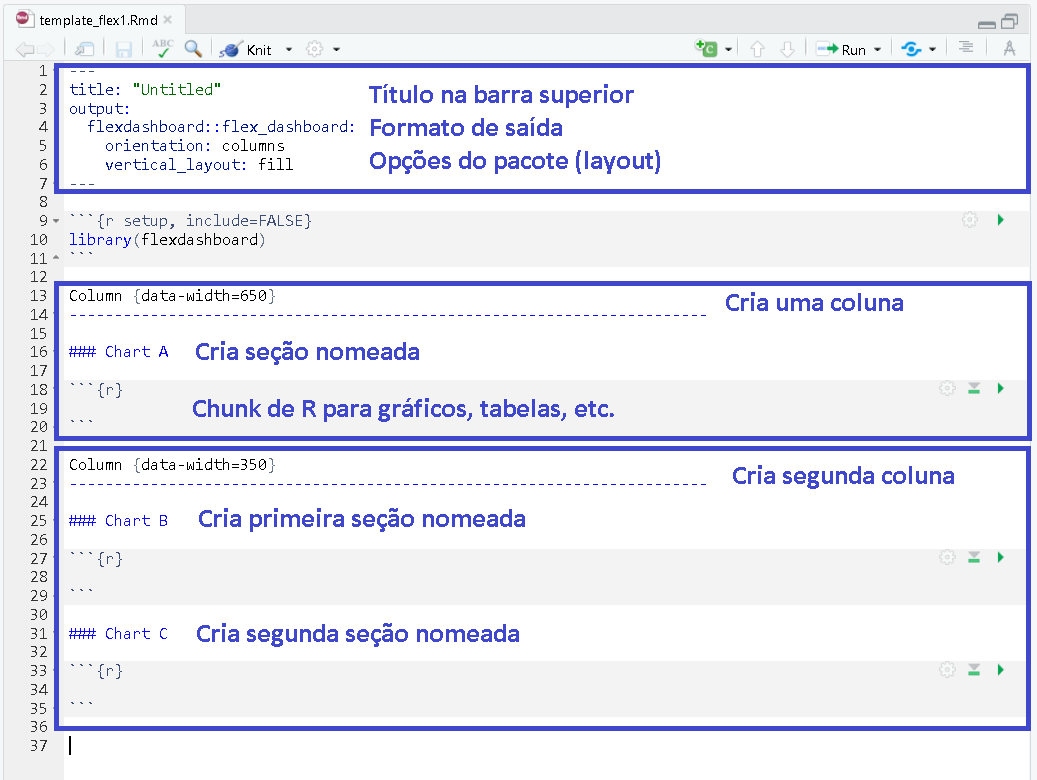 template_flex1.Rmd
ABC Knit Run
1 ---
2 title: "Untitled" Título na barra superior
3 output:
4 flexdashboard::flex_dashboard: Formato de saída
5 orientation: columns
6 vertical_layout: fill Opções do pacote (layout)
7 ---
8
9 ```{r setup, include=FALSE}
10 library(flexdashboard)
11 ```
12
13 Column {data-width=650} Cria uma coluna
14 -----------------------------------------------------------------------
15
16 ### Chart A Cria seção nomeada
17
18 ```{r}
19 Chunk de R para gráficos, tabelas, etc.
20 ```
21
22 Column {data-width=350} Cria segunda coluna
23 -----------------------------------------------------------------------
24
25 ### Chart B Cria primeira seção nomeada
26
27 ```{r}
28
29 ```
30
31 ### Chart C Cria segunda seção nomeada
32
33 ```{r}
34
35 ```
36
37